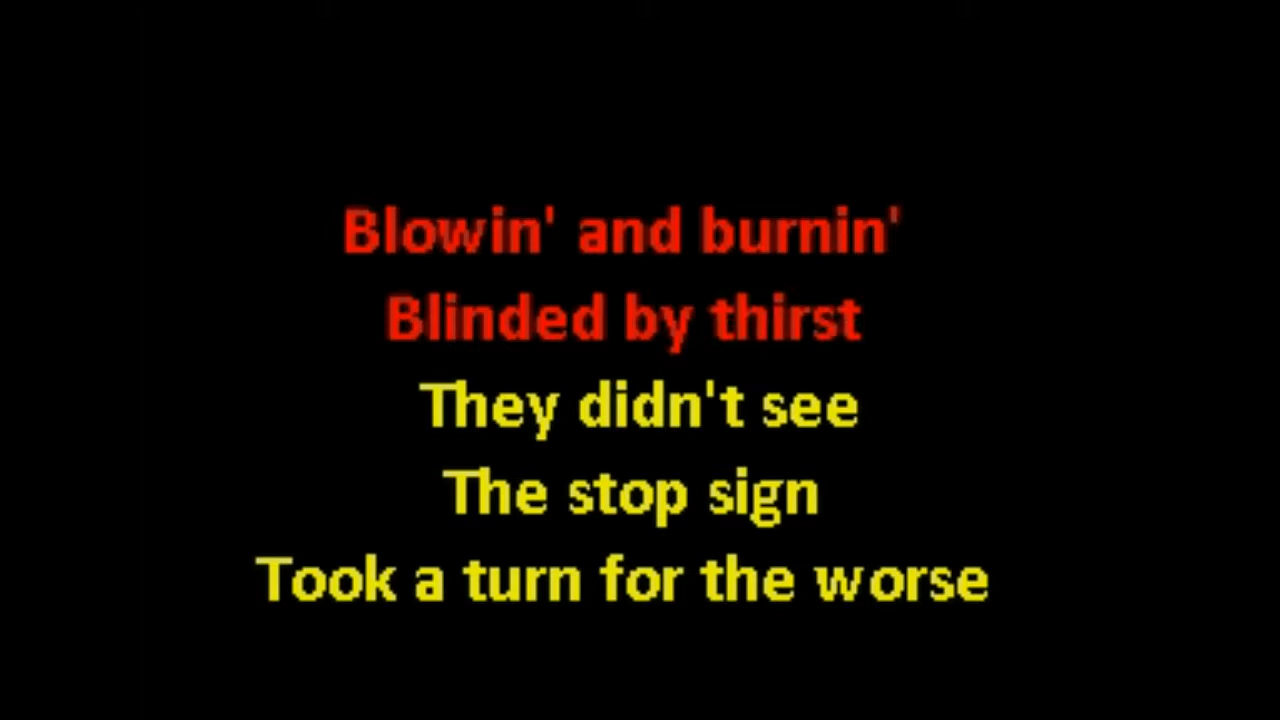 Blowin' and burnin'
Blinded by thirst
They didn't see
The stop sign
Took a turn for the worse